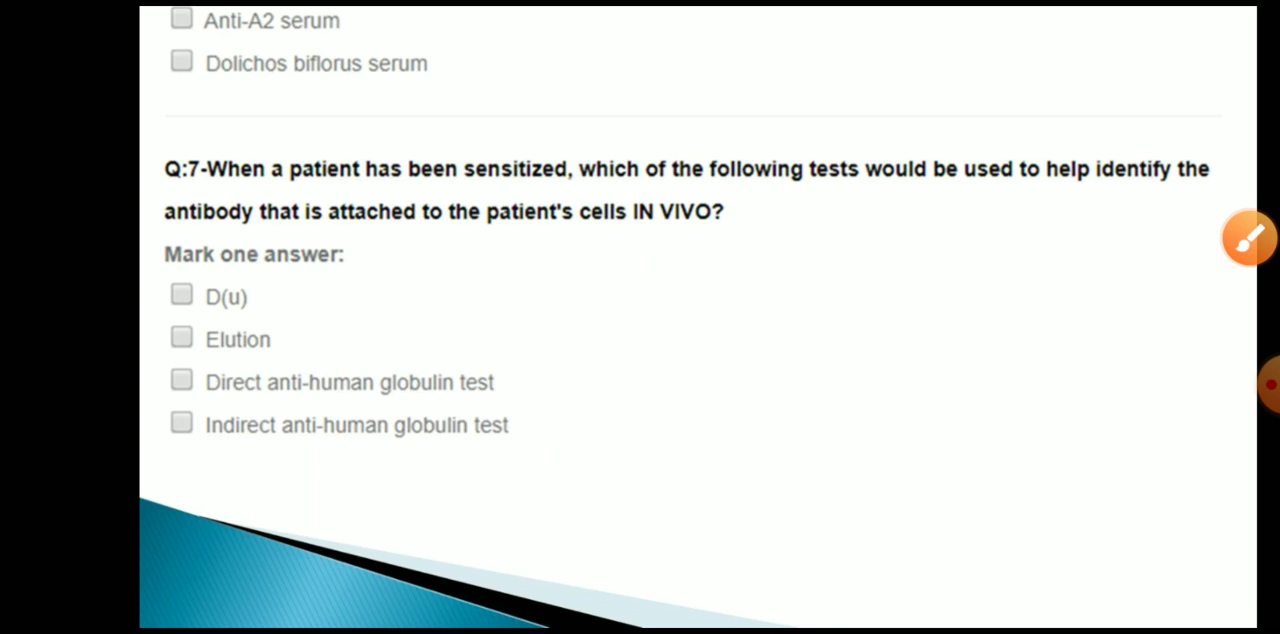 Anti-A2 serum
Dolichos biflorus serum
Q:7-When a patient has been sensitized, which of the following tests would be used to help identify the
antibody that is attached to the patient's cells IN VIVO?
Mark one answer:
D(u)
Elution
Direct anti-human globulin test
Indirect anti-human globulin test